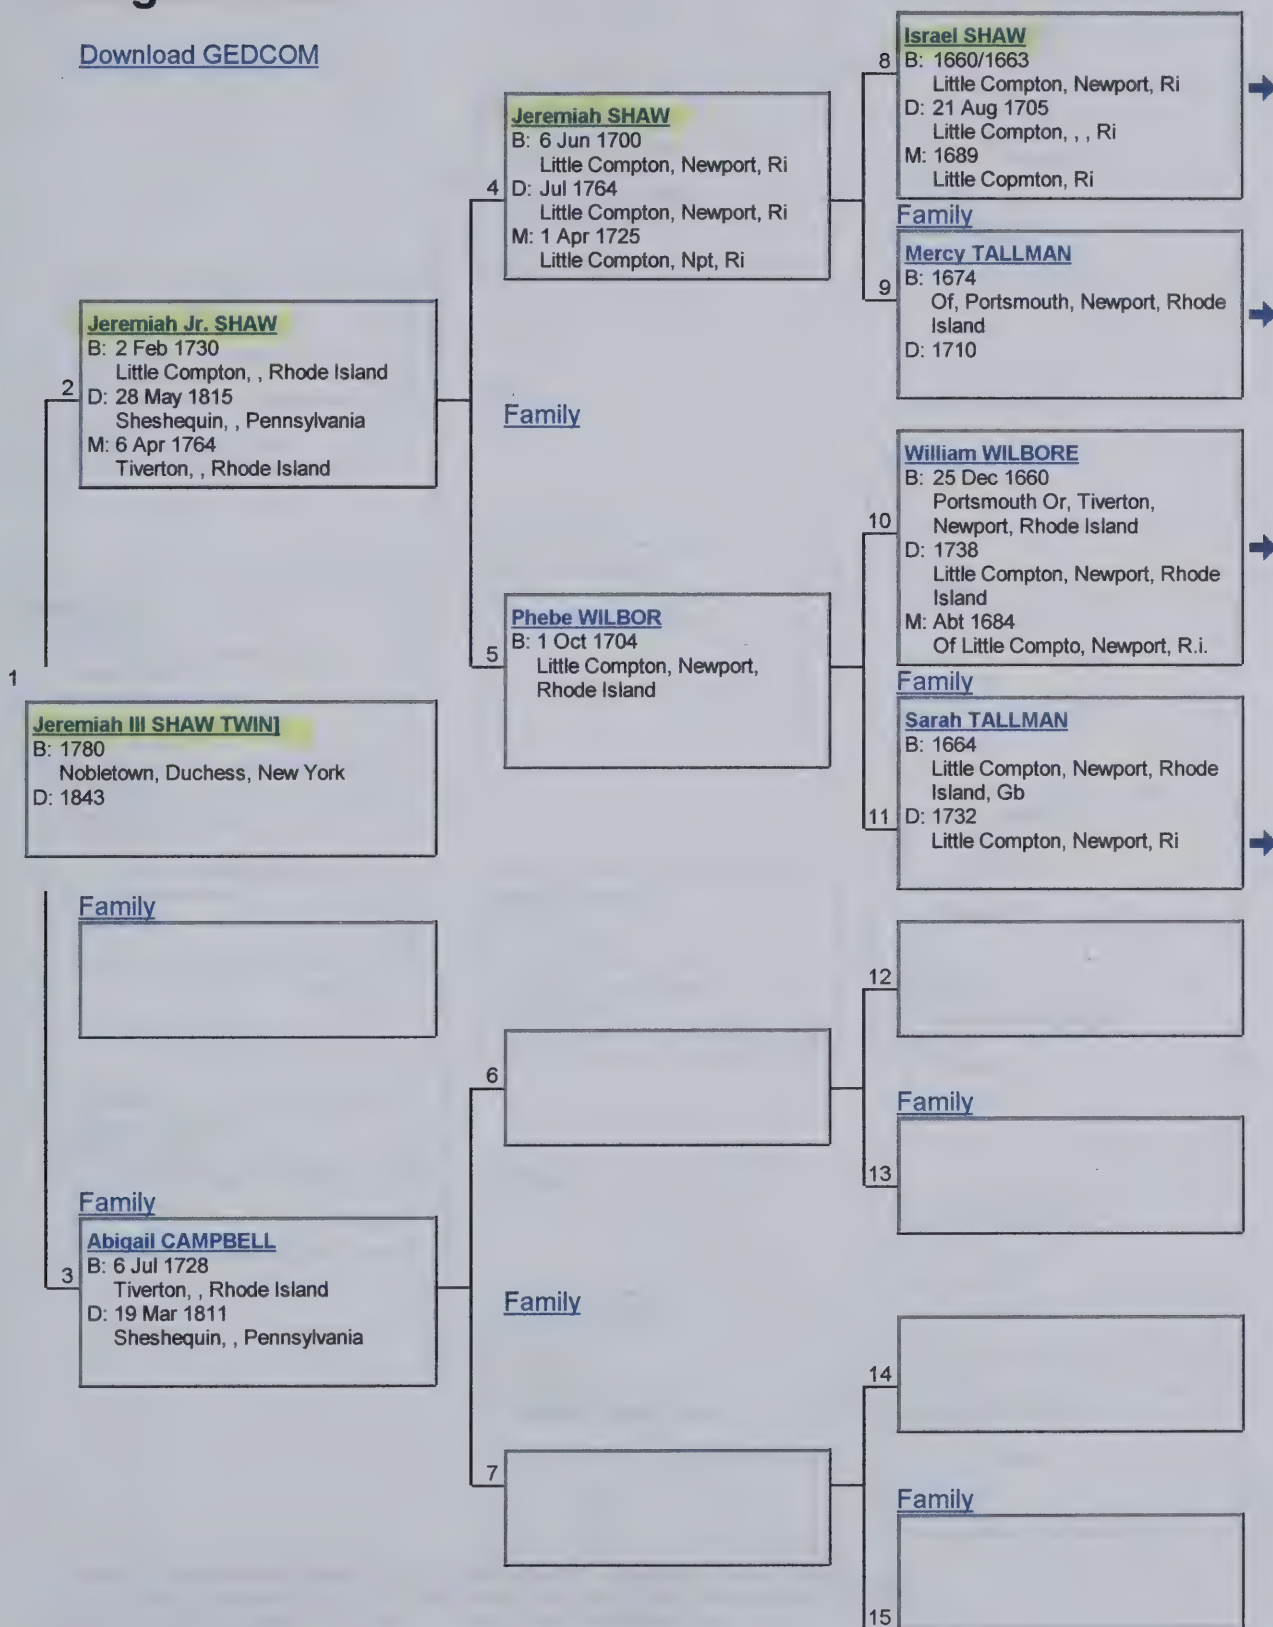 Download GEDCOM
8
Israel SHAW
B: 1660/1663
Little Compton, Newport, Ri
D: 21 Aug 1705
Little Compton, , , Ri
M: 1689
Little Copmton, Ri
4
Jeremiah SHAW
B: 6 Jun 1700
Little Compton, Newport, Ri
D: Jul 1764
Little Compton, Newport, Ri
M: 1 Apr 1725
Little Compton, Npt, Ri
Family
9
Mercy TALLMAN
B: 1674
Of, Portsmouth, Newport, Rhode
Island
D: 1710
2
Jeremiah Jr. SHAW
B: 2 Feb 1730
Little Compton, , Rhode Island
D: 28 May 1815
Sheshequin, , Pennsylvania
M: 6 Apr 1764
Tiverton, , Rhode Island
Family
10
William WILBORE
B: 25 Dec 1660
Portsmouth Or, Tiverton,
Newport, Rhode Island
D: 1738
Little Compton, Newport, Rhode
Island
M: Abt 1684
Of Little Compto, Newport, R.i.
5
Phebe WILBOR
B: 1 Oct 1704
Little Compton, Newport,
Rhode Island
Family
11
Sarah TALLMAN
B: 1664
Little Compton, Newport, Rhode
Island, Gb
D: 1732
Little Compton, Newport, Ri
1
Jeremiah III SHAW TWIN]
B: 1780
Nobletown, Duchess, New York
D: 1843
Family
12
6
Family
13
Family
3
Abigail CAMPBELL
B: 6 Jul 1728
Tiverton, , Rhode Island
D: 19 Mar 1811
Sheshequin, , Pennsylvania
Family
14
7
Family
15